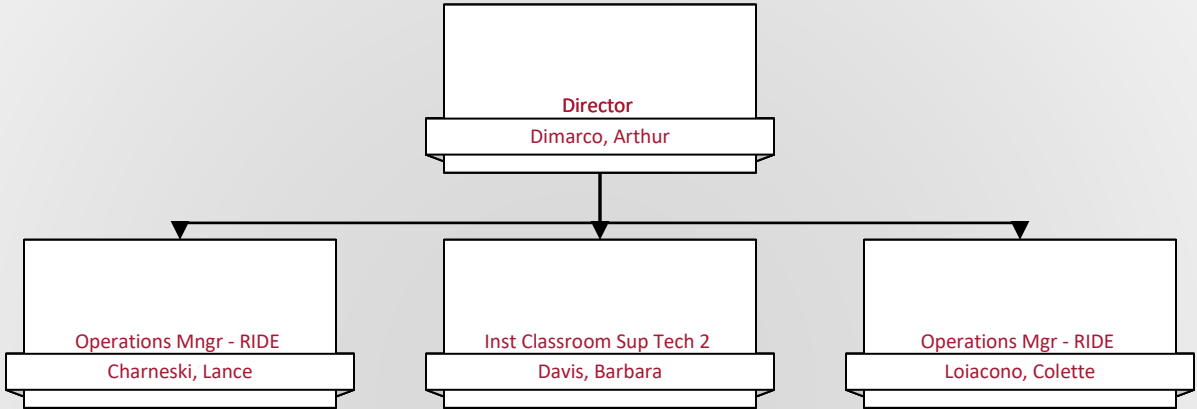 Director
Dimarco, Arthur
Operations Mngr - RIDE
Charneski, Lance
Inst Classroom Sup Tech 2
Davis, Barbara
Operations Mgr - RIDE
Loiacono, Colette